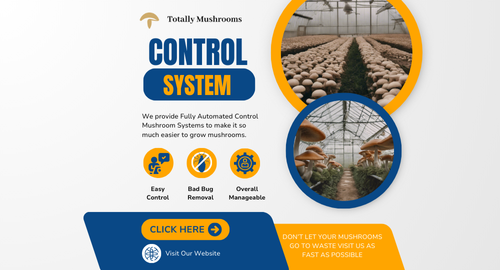 Totally Mushrooms
CONTROL
SYSTEM
We provide Fully Automated Control
Mushroom Systems to make it so
much easier to grow mushrooms.
Easy
Control
Bad Bug
Removal
Overall
Manageable
CLICK HERE
Visit Our Website
DON'T LET YOUR MUSHROOMS
GO TO WASTE VISIT US AS
FAST AS POSSIBLE